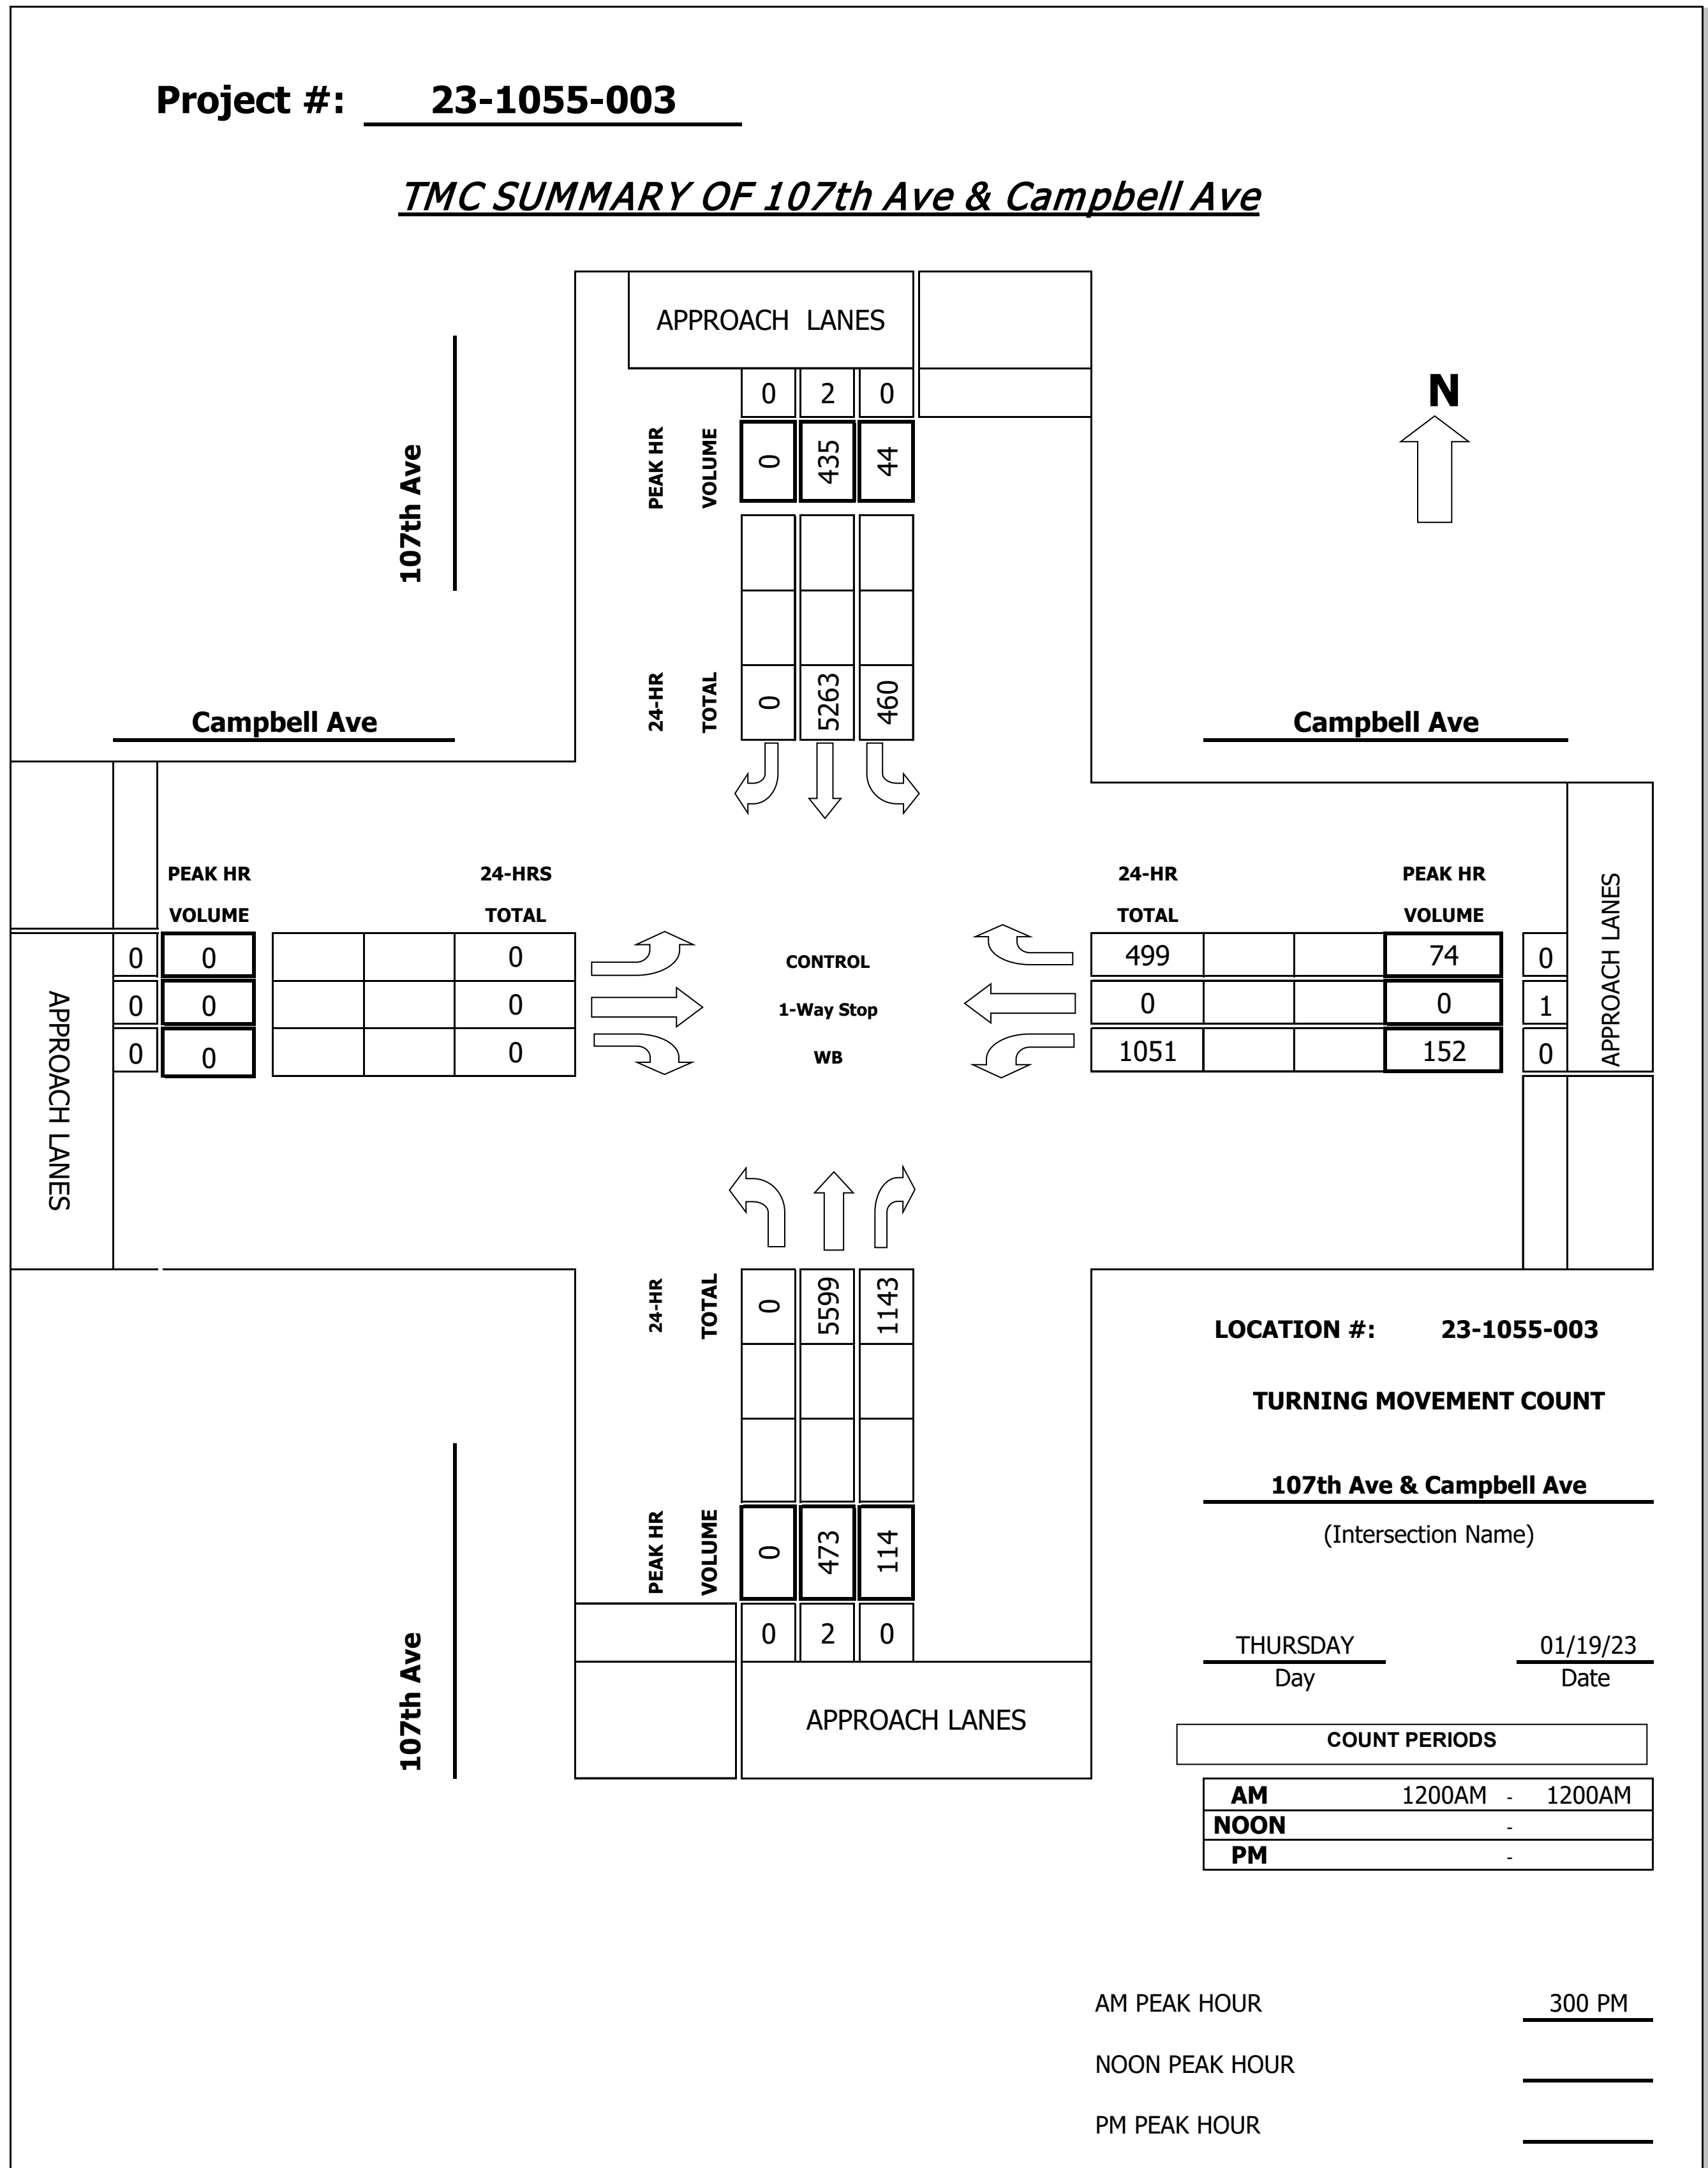 Project #: 23-1055-003
TMC SUMMARY OF 107th Ave & Campbell Ave
APPROACH LANES
0 2 0
PEAK HR
VOLUME
0 435 44
107th Ave
N
24-HR
TOTAL
0 5263 460
Campbell Ave
Campbell Ave
PEAK HR 24-HRS
VOLUME TOTAL
0 0 0
0 0 0
0 0 0
APPROACH LANES
CONTROL
1-Way Stop
WB
24-HR PEAK HR
TOTAL VOLUME
499 74 0
0 0 1
1051 152 0
APPROACH LANES
24-HR
TOTAL
0 5599 1143
PEAK HR
VOLUME
0 473 114
0 2 0
APPROACH LANES
107th Ave
LOCATION #: 23-1055-003
TURNING MOVEMENT COUNT
107th Ave & Campbell Ave
(Intersection Name)
THURSDAY 01/19/23
Day Date
COUNT PERIODS
AM 1200AM - 1200AM
NOON -
PM -
AM PEAK HOUR 300 PM
NOON PEAK HOUR
PM PEAK HOUR